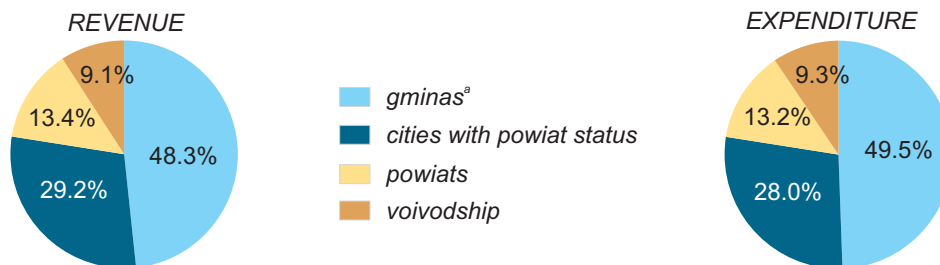 REVENUE
9.1%
13.4%
48.3%
29.2%
gminasᵃ
cities with powiat status
powiats
voivodship
EXPENDITURE
9.3%
13.2%
49.5%
28.0%